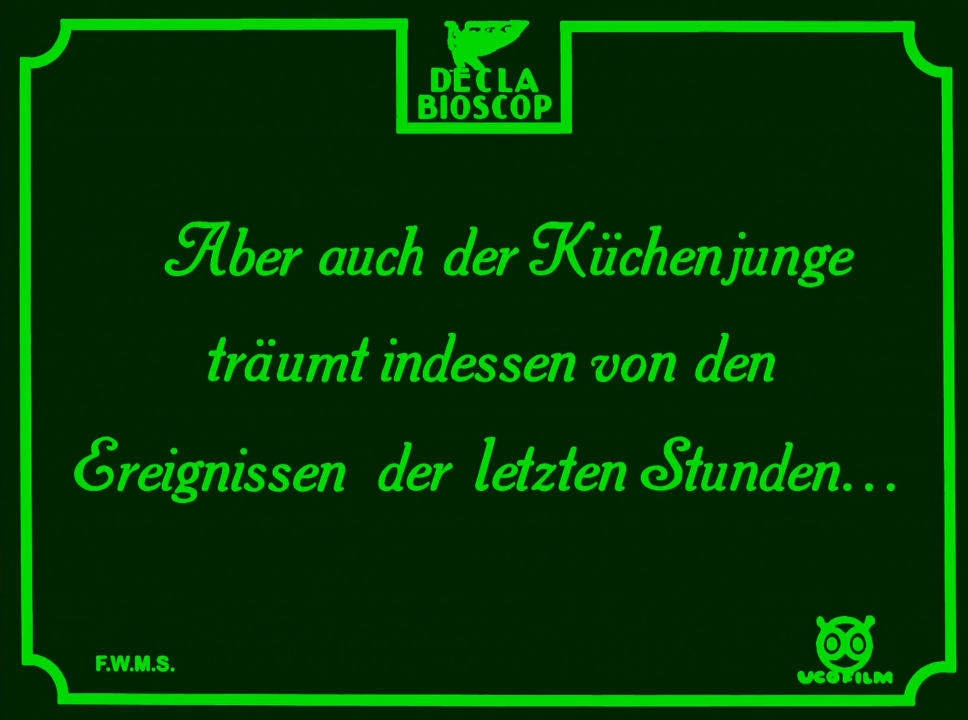 DECLA
BIOSCOP
Aber auch der Küchenjunge
träumt indessen von den
Ereignissen der letzten Stunden...
F.W.M.S.
UCOFILM